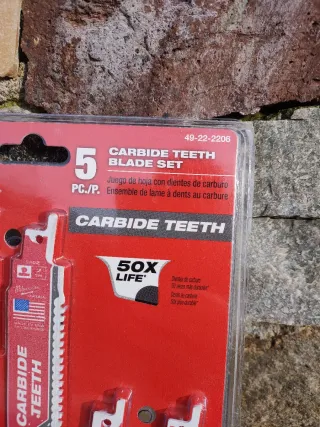 49-22-2206
5
PC./P.
CARBIDE TEETH
BLADE SET
Juego de hoja con dientes de carburo
Ensemble de lame à dents au carbure
CARBIDE TEETH
50X
LIFE*
Milwaukee
CARBIDE
TEETH